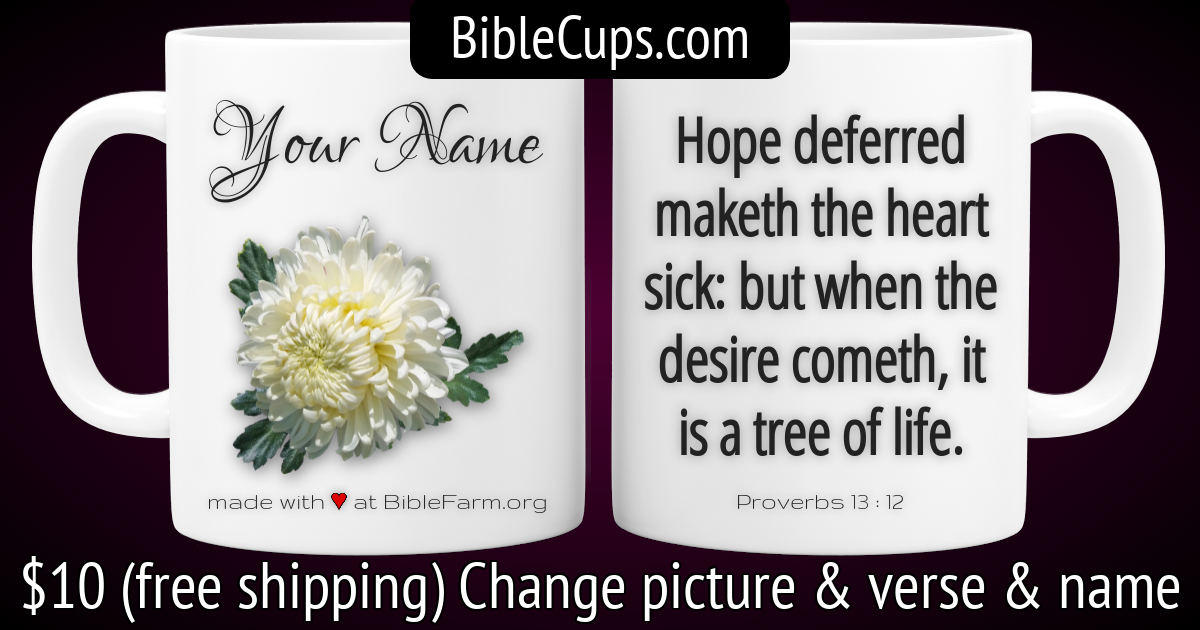 BibleCups.com
Your Name
made with ♥ at BibleFarm.org
Hope deferred
maketh the heart
sick: but when the
desire cometh, it
is a tree of life.
Proverbs 13 : 12
$10 (free shipping) Change picture & verse & name